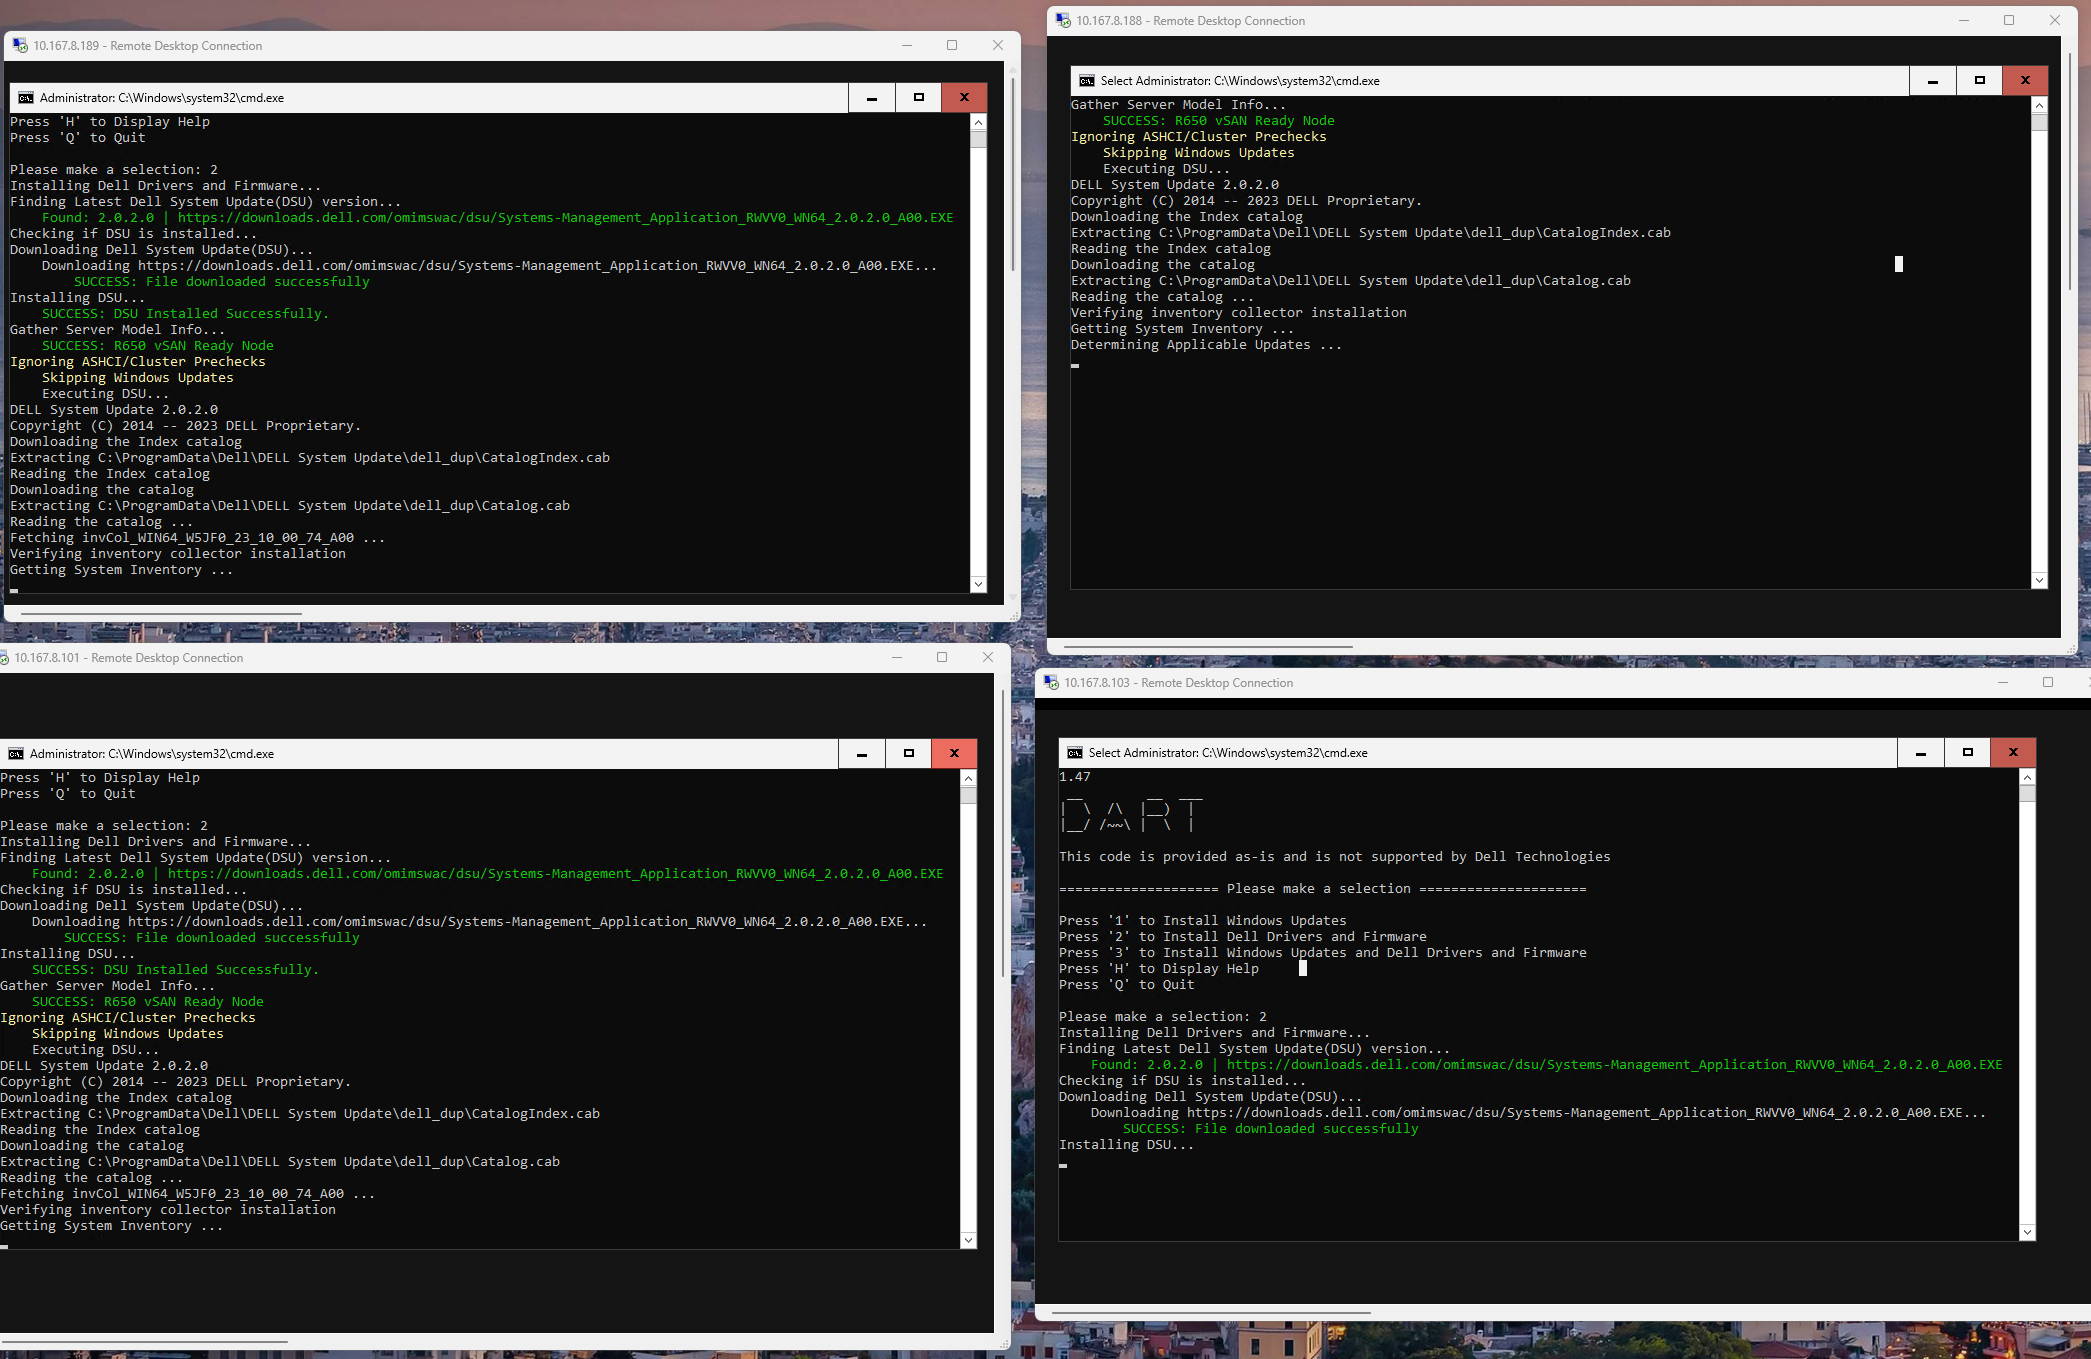 10.167.8.189 - Remote Desktop Connection
Administrator: C:\Windows\system32\cmd.exe
Press 'H' to Display Help
Press 'Q' to Quit
Please make a selection: 2
Installing Dell Drivers and Firmware...
Finding Latest Dell System Update(DSU) version...
Found: 2.0.2.0 | https://downloads.dell.com/omimswac/dsu/Systems-Management_Application_RWVV0_WN64_2.0.2.0_A00.EXE
Checking if DSU is installed...
Downloading Dell System Update(DSU)...
Downloading https://downloads.dell.com/omimswac/dsu/Systems-Management_Application_RWVV0_WN64_2.0.2.0_A00.EXE...
SUCCESS: File downloaded successfully
Installing DSU...
SUCCESS: DSU Installed Successfully.
Gather Server Model Info...
SUCCESS: R650 vSAN Ready Node
Ignoring ASHCI/Cluster Prechecks
Skipping Windows Updates
Executing DSU...
DELL System Update 2.0.2.0
Copyright (C) 2014 -- 2023 DELL Proprietary.
Downloading the Index catalog
Extracting C:\ProgramData\Dell\DELL System Update\dell_dup\CatalogIndex.cab
Reading the Index catalog
Downloading the catalog
Extracting C:\ProgramData\Dell\DELL System Update\dell_dup\Catalog.cab
Reading the catalog ...
Fetching invCol_WIN64_W5JF0_23_10_00_74_A00 ...
Verifying inventory collector installation
Getting System Inventory ...
10.167.8.188 - Remote Desktop Connection
Select Administrator: C:\Windows\system32\cmd.exe
Gather Server Model Info...
SUCCESS: R650 vSAN Ready Node
Ignoring ASHCI/Cluster Prechecks
Skipping Windows Updates
Executing DSU...
DELL System Update 2.0.2.0
Copyright (C) 2014 -- 2023 DELL Proprietary.
Downloading the Index catalog
Extracting C:\ProgramData\Dell\DELL System Update\dell_dup\CatalogIndex.cab
Reading the Index catalog
Downloading the catalog
Extracting C:\ProgramData\Dell\DELL System Update\dell_dup\Catalog.cab
Reading the catalog ...
Verifying inventory collector installation
Getting System Inventory ...
Determining Applicable Updates ...
10.167.8.101 - Remote Desktop Connection
Administrator: C:\Windows\system32\cmd.exe
Press 'H' to Display Help
Press 'Q' to Quit
Please make a selection: 2
Installing Dell Drivers and Firmware...
Finding Latest Dell System Update(DSU) version...
Found: 2.0.2.0 | https://downloads.dell.com/omimswac/dsu/Systems-Management_Application_RWVV0_WN64_2.0.2.0_A00.EXE
Checking if DSU is installed...
Downloading Dell System Update(DSU)...
Downloading https://downloads.dell.com/omimswac/dsu/Systems-Management_Application_RWVV0_WN64_2.0.2.0_A00.EXE...
SUCCESS: File downloaded successfully
Installing DSU...
SUCCESS: DSU Installed Successfully.
Gather Server Model Info...
SUCCESS: R650 vSAN Ready Node
Ignoring ASHCI/Cluster Prechecks
Skipping Windows Updates
Executing DSU...
DELL System Update 2.0.2.0
Copyright (C) 2014 -- 2023 DELL Proprietary.
Downloading the Index catalog
Extracting C:\ProgramData\Dell\DELL System Update\dell_dup\CatalogIndex.cab
Reading the Index catalog
Downloading the catalog
Extracting C:\ProgramData\Dell\DELL System Update\dell_dup\Catalog.cab
Reading the catalog ...
Fetching invCol_WIN64_W5JF0_23_10_00_74_A00 ...
Verifying inventory collector installation
Getting System Inventory ...
10.167.8.103 - Remote Desktop Connection
Select Administrator: C:\Windows\system32\cmd.exe
1.47
DART
This code is provided as-is and is not supported by Dell Technologies
==================== Please make a selection =====================
Press '1' to Install Windows Updates
Press '2' to Install Dell Drivers and Firmware
Press '3' to Install Windows Updates and Dell Drivers and Firmware
Press 'H' to Display Help
Press 'Q' to Quit
Please make a selection: 2
Installing Dell Drivers and Firmware...
Finding Latest Dell System Update(DSU) version...
Found: 2.0.2.0 | https://downloads.dell.com/omimswac/dsu/Systems-Management_Application_RWVV0_WN64_2.0.2.0_A00.EXE
Checking if DSU is installed...
Downloading Dell System Update(DSU)...
Downloading https://downloads.dell.com/omimswac/dsu/Systems-Management_Application_RWVV0_WN64_2.0.2.0_A00.EXE...
SUCCESS: File downloaded successfully
Installing DSU...